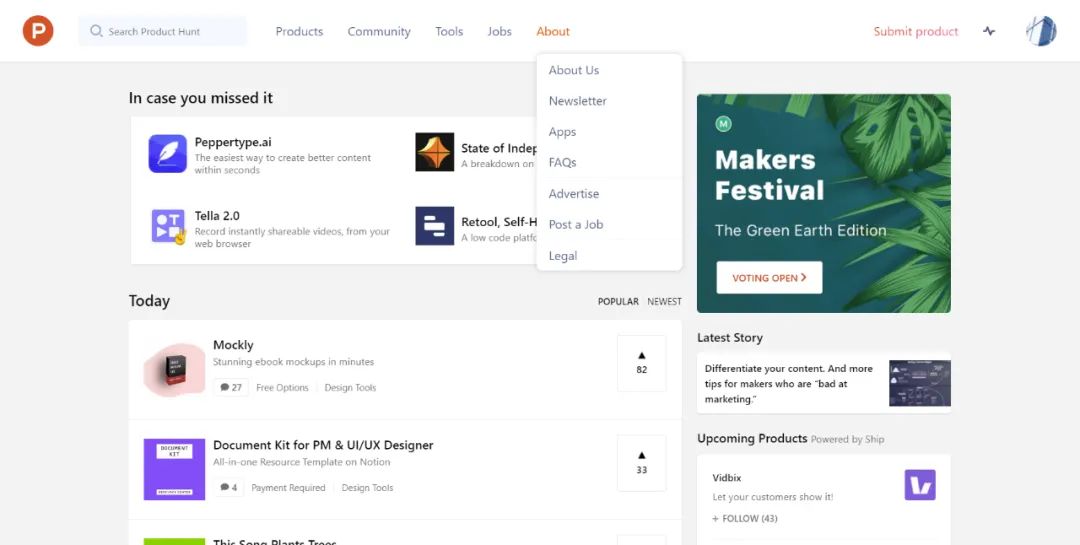 P
Search Product Hunt
Products
Community
Tools
Jobs
About
Submit product
About Us
Newsletter
Apps
FAQs
Advertise
Post a Job
Legal
In case you missed it
Peppertype.ai
The easiest way to create better content
within seconds
State of Indep
A breakdown on
Tella 2.0
Record instantly shareable videos, from your
web browser
Retool, Self-H
A low code platfo
M
Makers
Festival
The Green Earth Edition
VOTING OPEN
Today
POPULAR NEWEST
Mockly
Stunning ebook mockups in minutes
27 Free Options Design Tools
82
DOCUMENT
KIT
Document Kit for PM & UI/UX Designer
All-in-one Resource Template on Notion
4 Payment Required Design Tools
33
This Song Plants Trees
Latest Story
Differentiate your content. And more
tips for makers who are “bad at
marketing.”
Upcoming Products Powered by Ship
Vidbix
Let your customers show it!
+ FOLLOW (43)